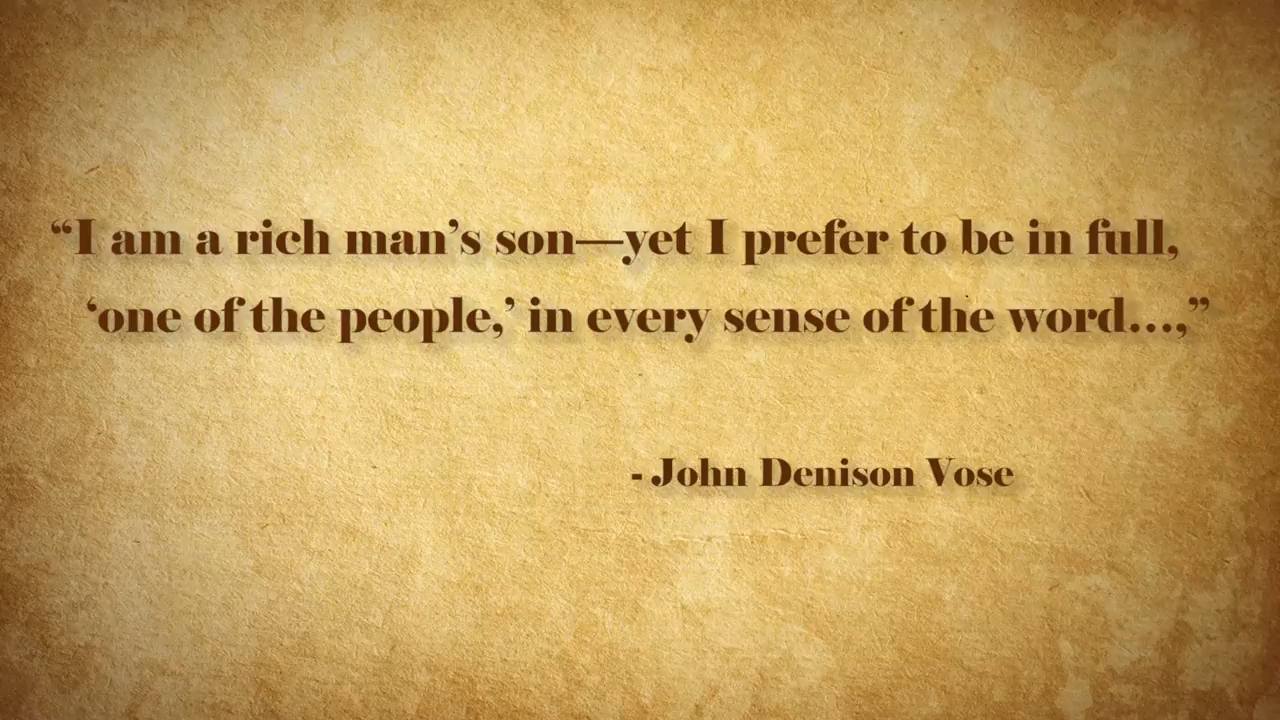 “I am a rich man’s son—yet I prefer to be in full,
‘one of the people,’ in every sense of the word...,”
- John Denison Vose